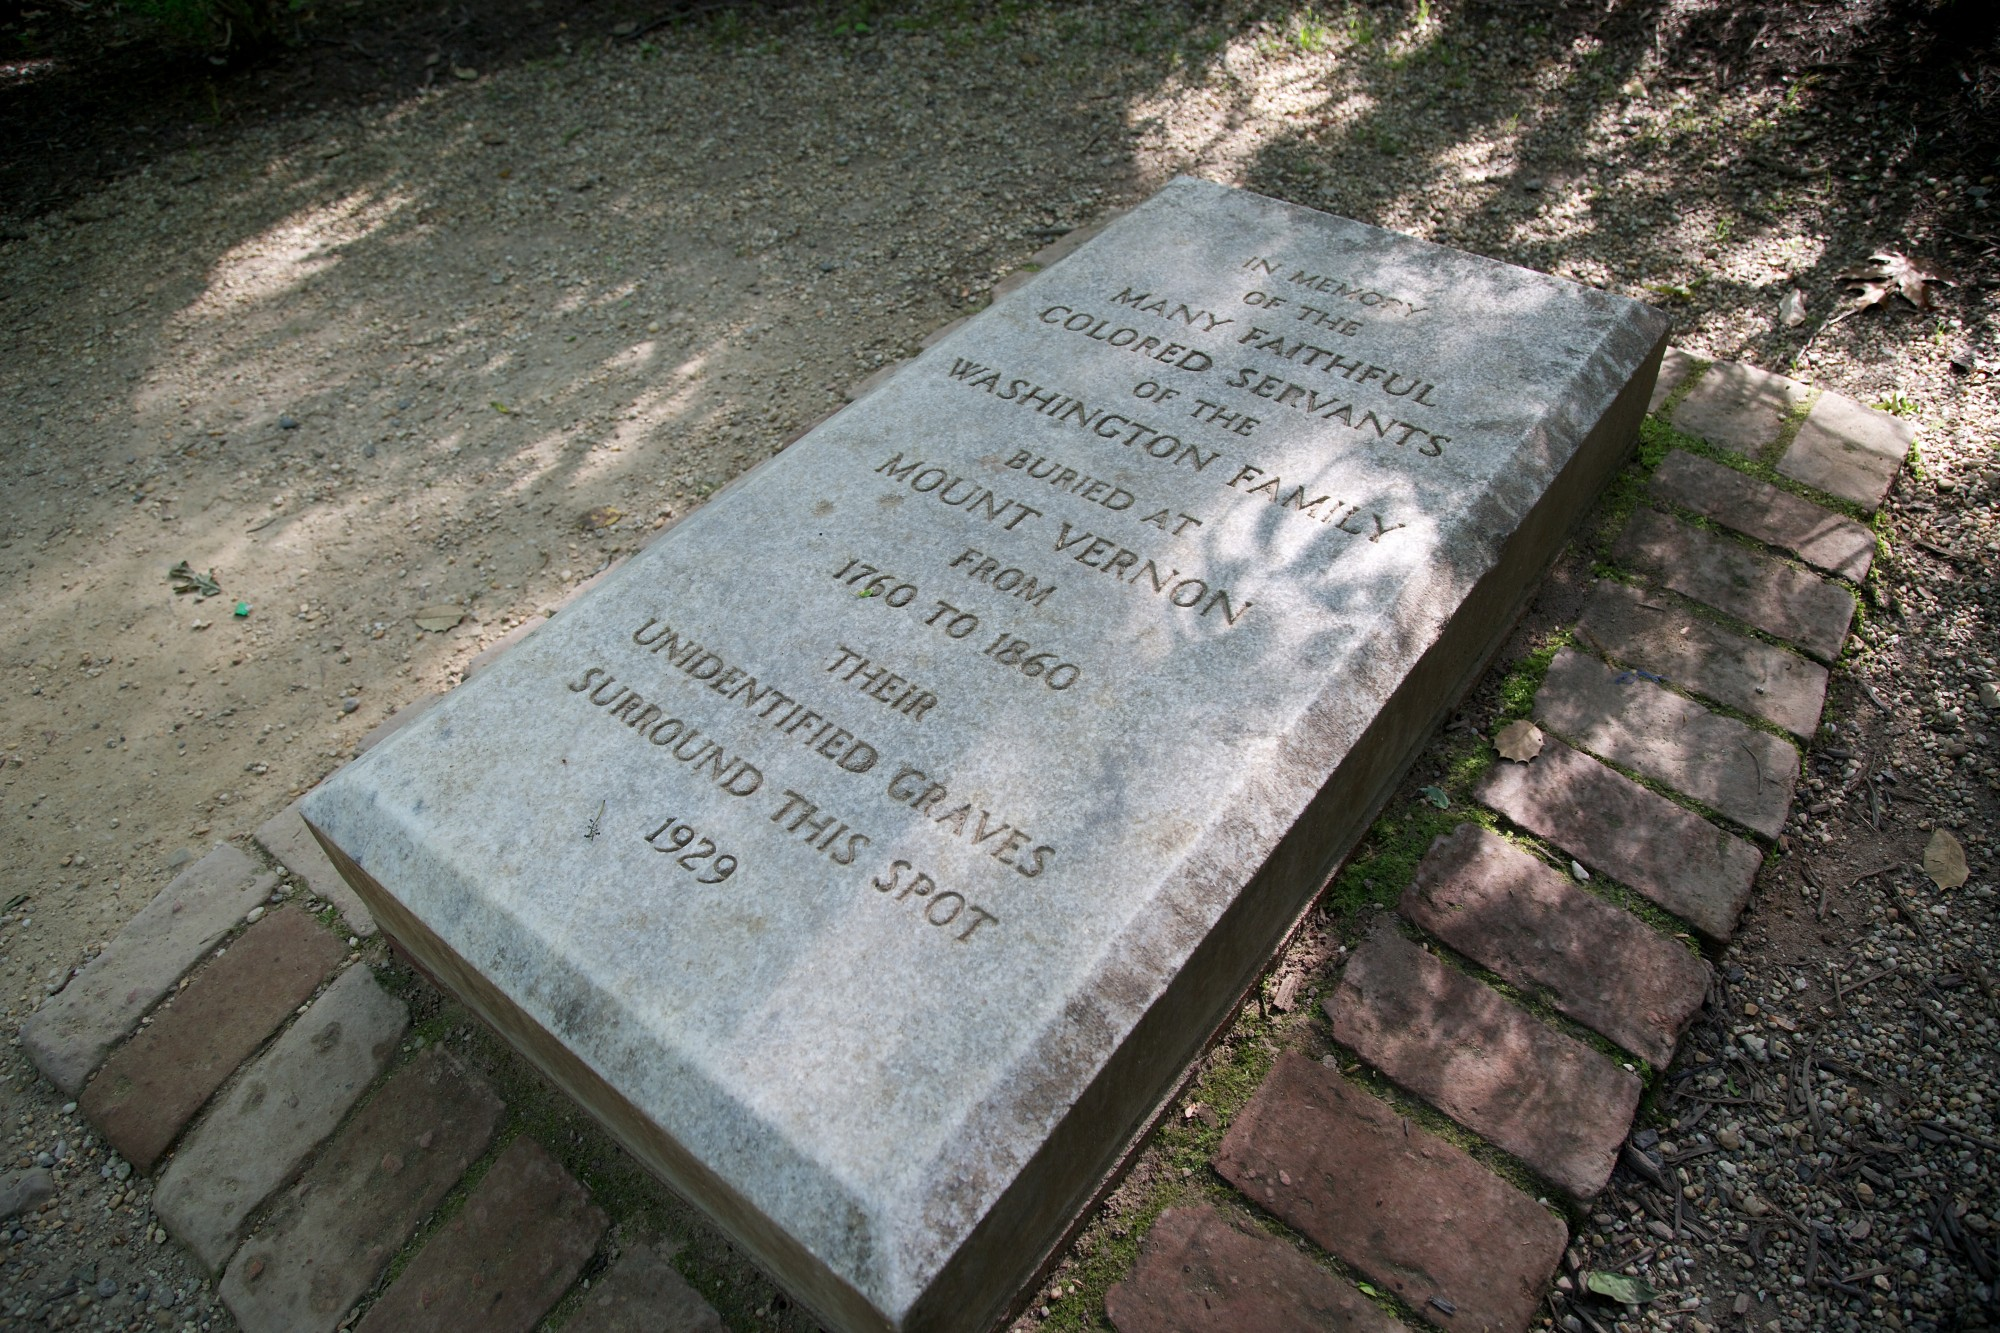 IN MEMORY
OF THE
MANY FAITHFUL
COLORED SERVANTS
OF THE
WASHINGTON FAMILY
BURIED AT
MOUNT VERNON
FROM
1760 TO 1860
THEIR
UNIDENTIFIED GRAVES
SURROUND THIS SPOT
1929